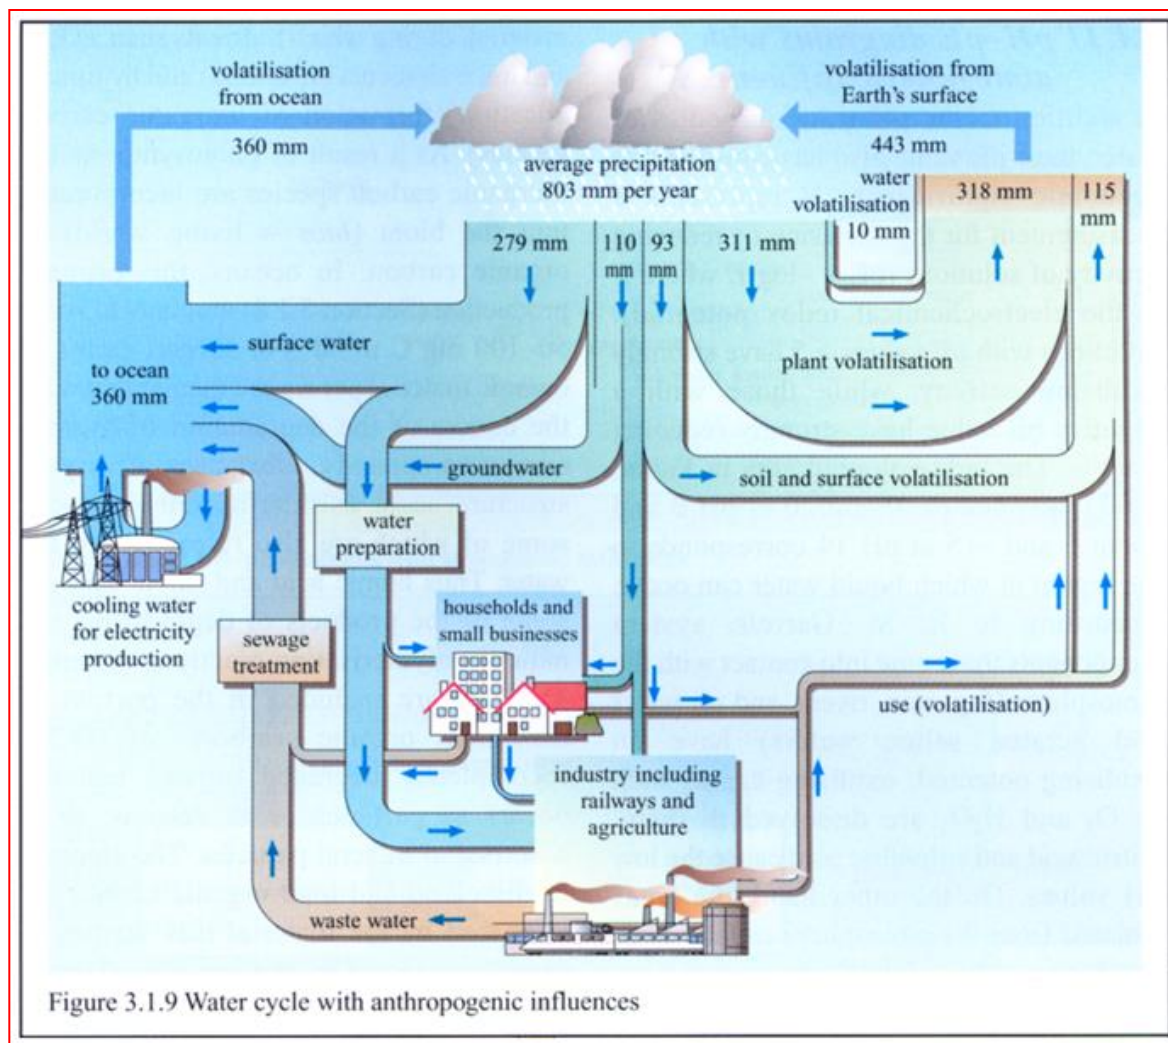 volatilisation
from ocean
360 mm
volatilisation from
Earth's surface
443 mm
average precipitation
803 mm per year
water
volatilisation
10 mm
318 mm
115
mm
279 mm
110
mm
93
mm
311 mm
surface water
plant volatilisation
to ocean
360 mm
groundwater
soil and surface volatilisation
water
preparation
cooling water
for electricity
production
sewage
treatment
households and
small businesses
use (volatilisation)
industry including
railways and
agriculture
waste water
Figure 3.1.9 Water cycle with anthropogenic influences